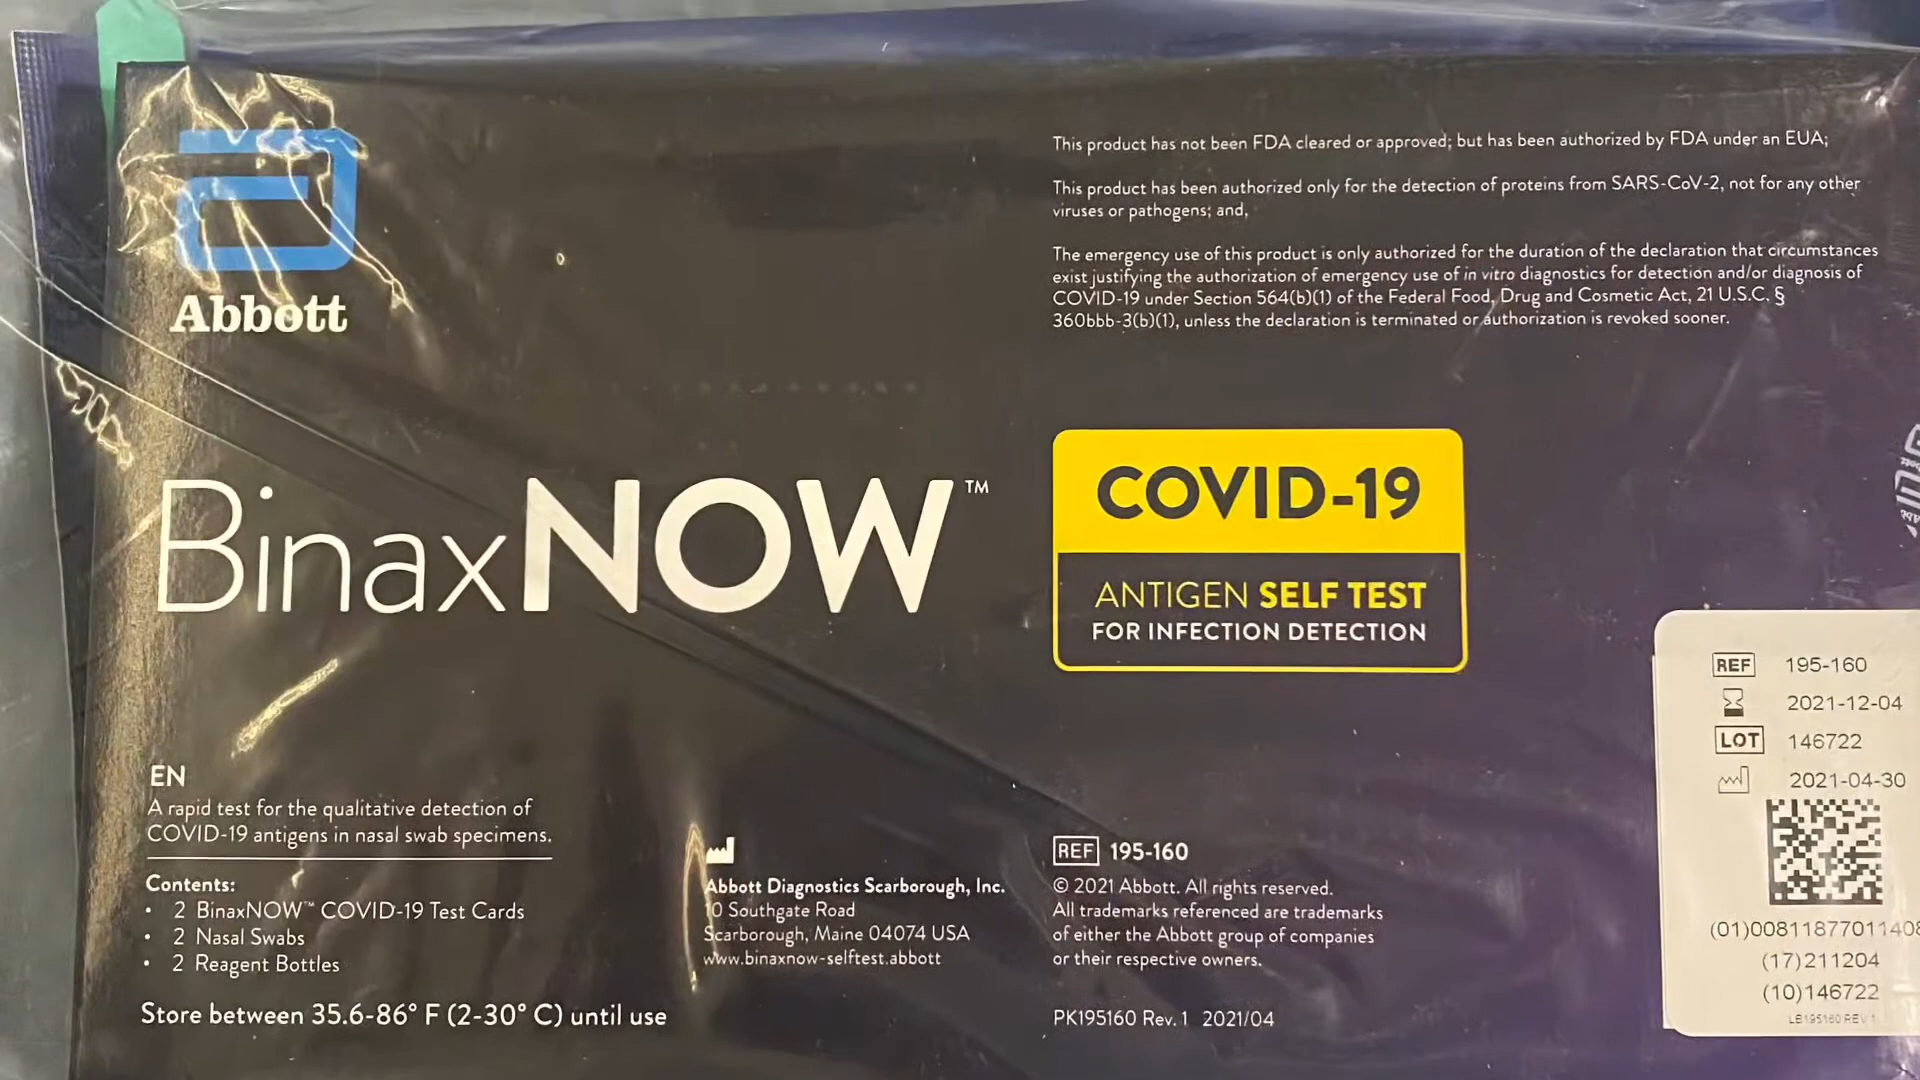 Abbott
This product has not been FDA cleared or approved; but has been authorized by FDA under an EUA;
This product has been authorized only for the detection of proteins from SARS-CoV-2, not for any other
viruses or pathogens; and,
The emergency use of this product is only authorized for the duration of the declaration that circumstances
exist justifying the authorization of emergency use of in vitro diagnostics for detection and/or diagnosis of
COVID-19 under Section 564(b)(1) of the Federal Food, Drug and Cosmetic Act, 21 U.S.C. §
360bbb-3(b)(1), unless the declaration is terminated or authorization is revoked sooner.
BinaxNOW™
COVID-19
ANTIGEN SELF TEST
FOR INFECTION DETECTION
EN
A rapid test for the qualitative detection of
COVID-19 antigens in nasal swab specimens.
Contents:
• 2 BinaxNOW™ COVID-19 Test Cards
• 2 Nasal Swabs
• 2 Reagent Bottles
Store between 35.6-86° F (2-30° C) until use
Abbott Diagnostics Scarborough, Inc.
10 Southgate Road
Scarborough, Maine 04074 USA
www.binaxnow-selftest.abbott
REF 195-160
© 2021 Abbott. All rights reserved.
All trademarks referenced are trademarks
of either the Abbott group of companies
or their respective owners.
PK195160 Rev. 1 2021/04
REF 195-160
2021-12-04
LOT 146722
2021-04-30
(01)00811877011408
(17)211204
(10)146722
LB195160 REV 1